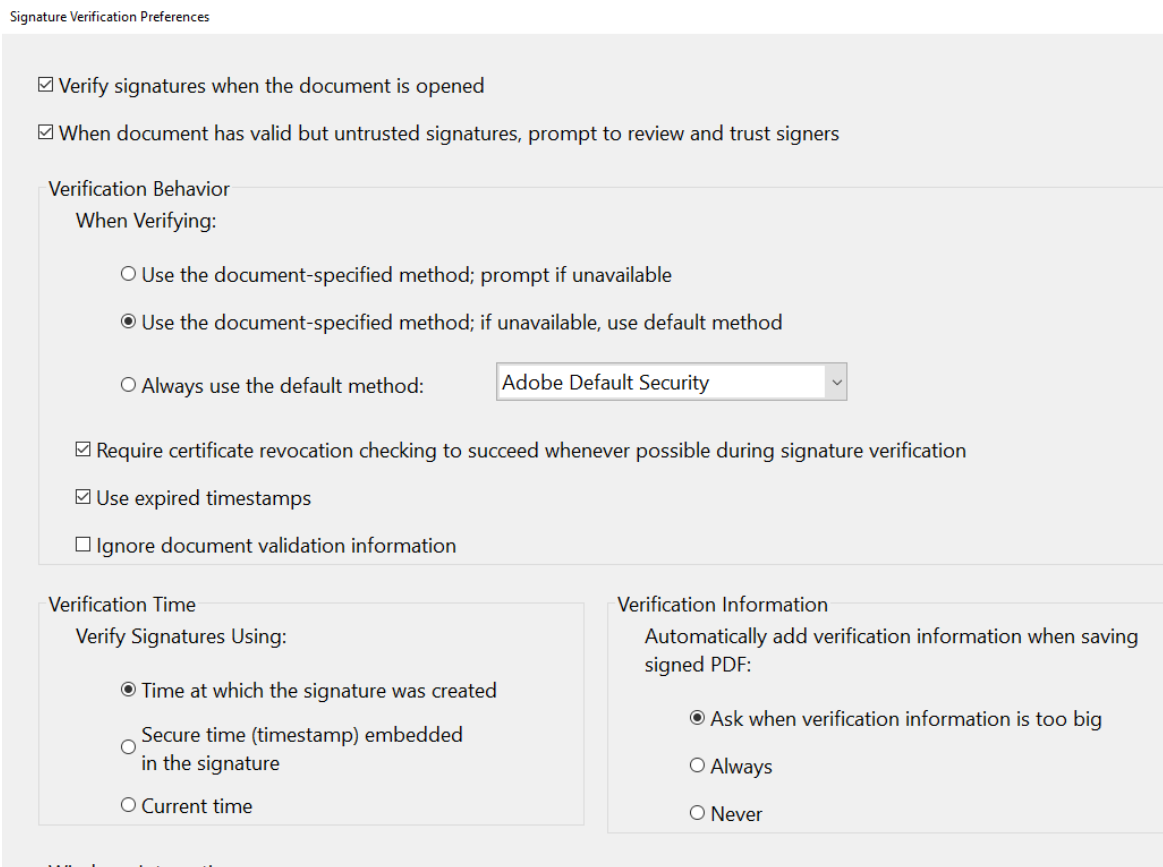 Signature Verification Preferences
Verify signatures when the document is opened
When document has valid but untrusted signatures, prompt to review and trust signers
Verification Behavior
When Verifying:
Use the document-specified method; prompt if unavailable
Use the document-specified method; if unavailable, use default method
Always use the default method:
Adobe Default Security
Require certificate revocation checking to succeed whenever possible during signature verification
Use expired timestamps
Ignore document validation information
Verification Time
Verify Signatures Using:
Time at which the signature was created
Secure time (timestamp) embedded
in the signature
Current time
Verification Information
Automatically add verification information when saving
signed PDF:
Ask when verification information is too big
Always
Never